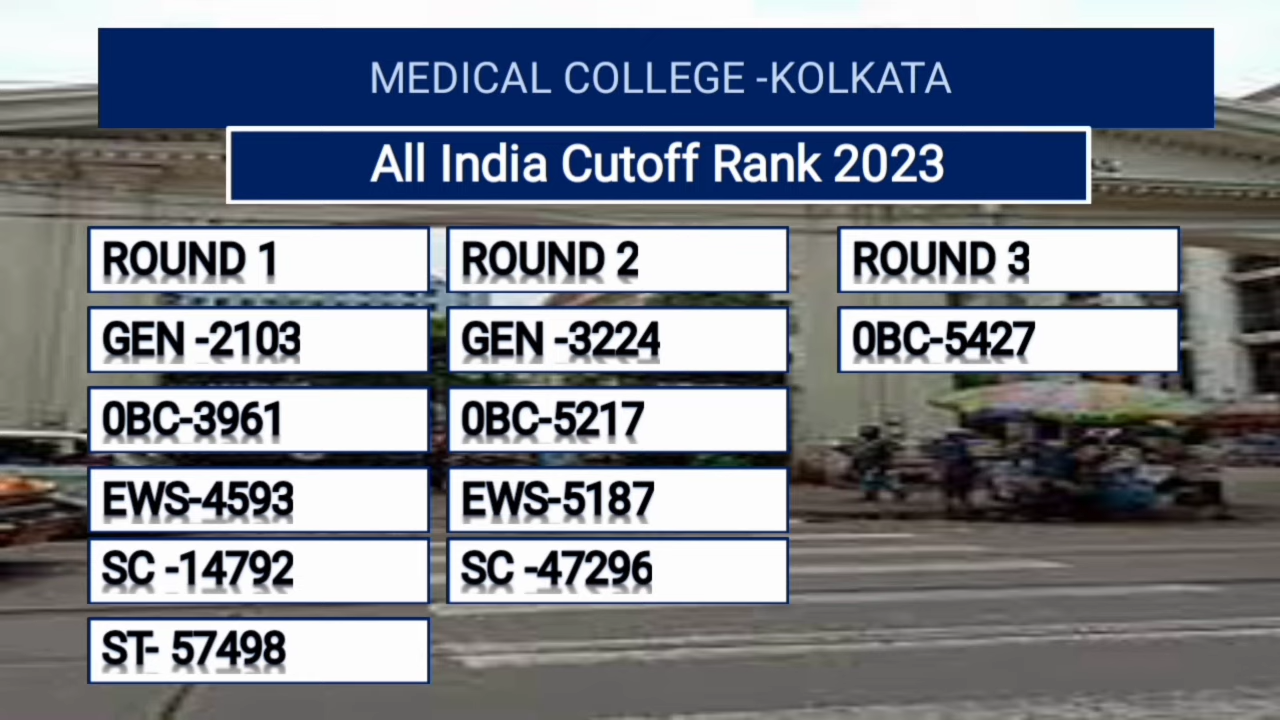 MEDICAL COLLEGE -KOLKATA
All India Cutoff Rank 2023
ROUND 1
GEN -2103
0BC-3961
EWS-4593
SC -14792
ST- 57498
ROUND 2
GEN -3224
0BC-5217
EWS-5187
SC -47296
ROUND 3
0BC-5427